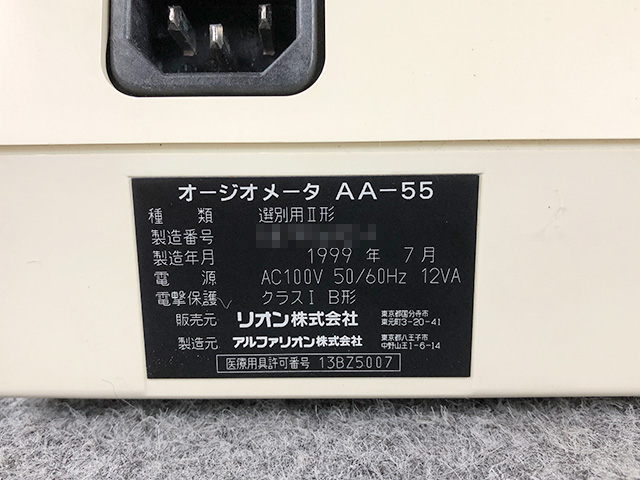 オージオメータ AA-55
種類 選別用II形
製造番号
製造年月 1999 年 7 月
電源 AC100V 50/60Hz 12VA
電撃保護 クラスI B形
販売元 リオン株式会社 東京都国分寺市
東元町3-20-41
製造元 アルファリオン株式会社 東京都八王子市
中野山王1-6-14
医療用具許可番号 13BZ5007